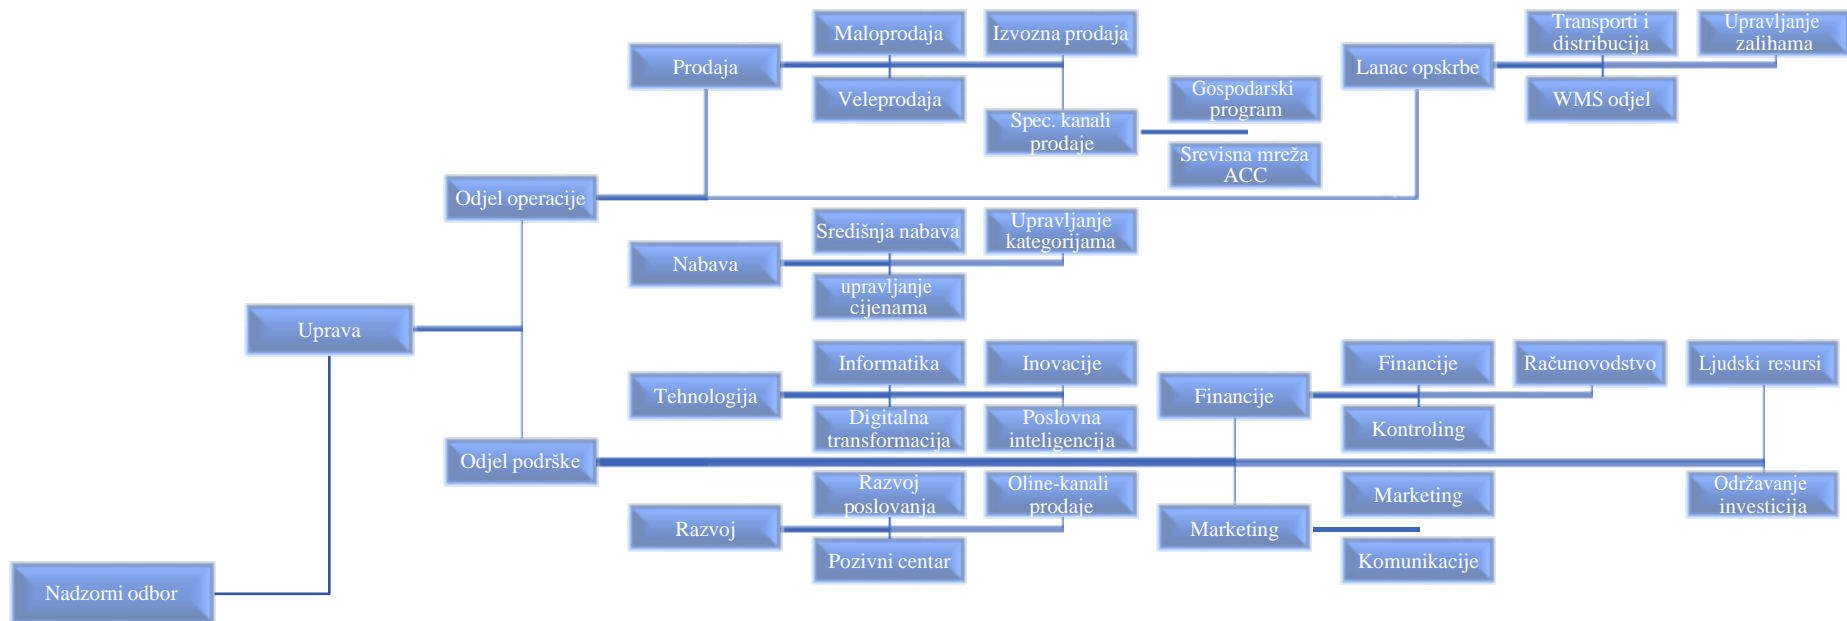 Maloprodaja
Izvozna prodaja
Prodaja
Veleprodaja
Spec. kanali
prodaje
Gospodarski
program
Srevisna mreža
ACC
Transporti i
distribucija
Upravljanje
zalihama
Lanac opskrbe
WMS odjel
Odjel operacije
Središnja nabava
Upravljanje
kategorijama
Nabava
upravljanje
cijenama
Uprava
Informatika
Inovacije
Tehnologija
Digitalna
transformacija
Poslovna
inteligencija
Financije
Računovodstvo
Ljudski resursi
Financije
Kontroling
Odjel podrške
Razvoj
poslovanja
Oline-kanali
prodaje
Razvoj
Pozivni centar
Marketing
Marketing
Komunikacije
Održavanje
investicija
Nadzorni odbor